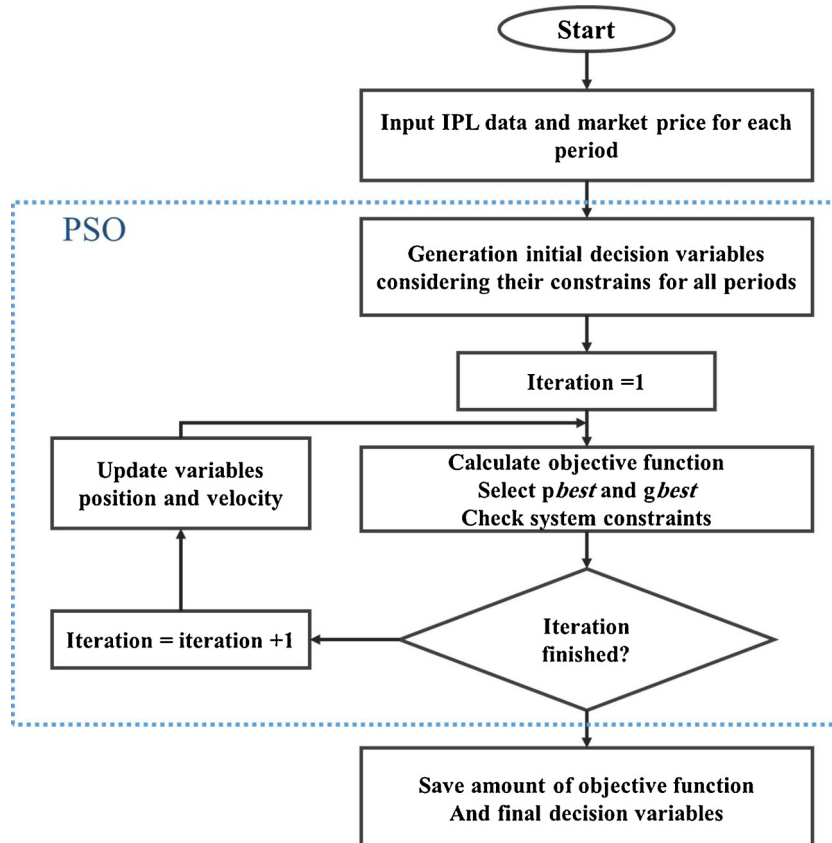 Start
Input IPL data and market price for each
period
PSO
Generation initial decision variables
considering their constrains for all periods
Iteration =1
Calculate objective function
Select pbest and gbest
Check system constraints
Update variables
position and velocity
Iteration = iteration +1
Iteration
finished?
Save amount of objective function
And final decision variables